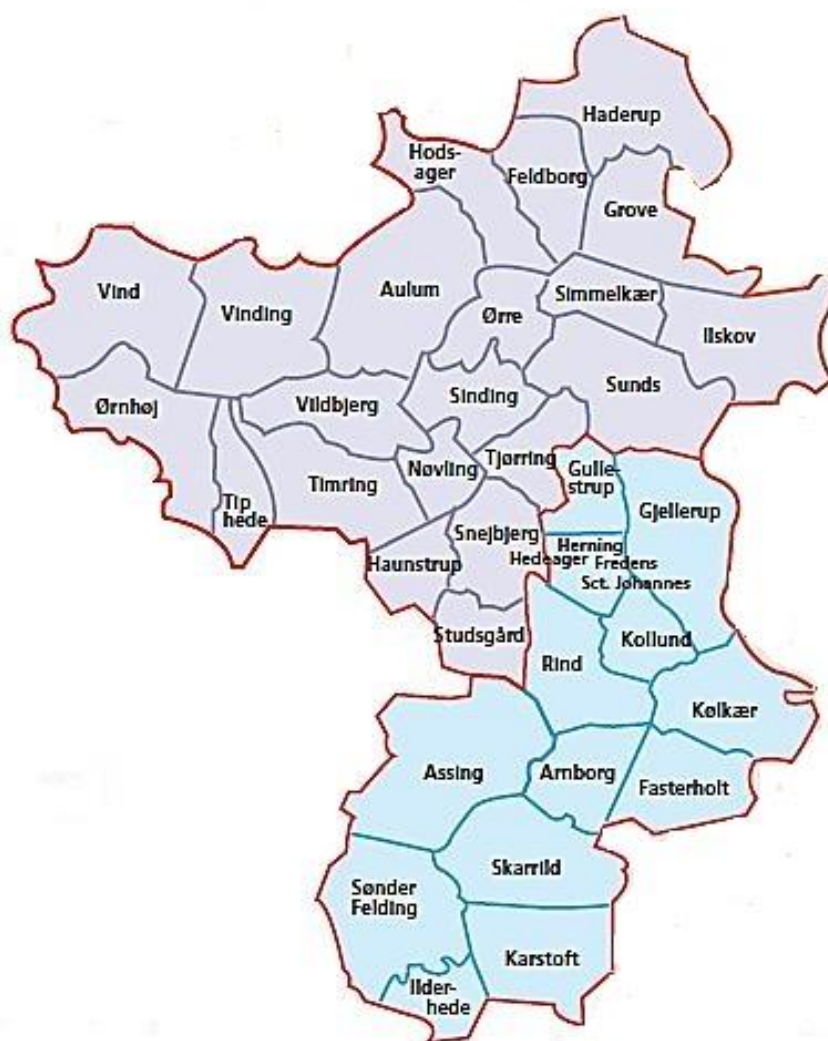 Haderup
Hods-
ager
Feldborg
Grove
Vind
Vinding
Aulum
Ørre
Simmelkær
Ilskov
Ørnhøj
Vildbjerg
Sinding
Sunds
Tip
hede
Timring
Nøvling
Tjørring
Gulle-
strup
Gjellerup
Snejbjerg
Haunstrup
Herning
Hedeager
Fredens
Sct. Johannes
Studsgård
Rind
Kollund
Kølkær
Assing
Arnborg
Fasterholt
Skarrild
Sønder
Felding
Karstoft
Ilder-
hede